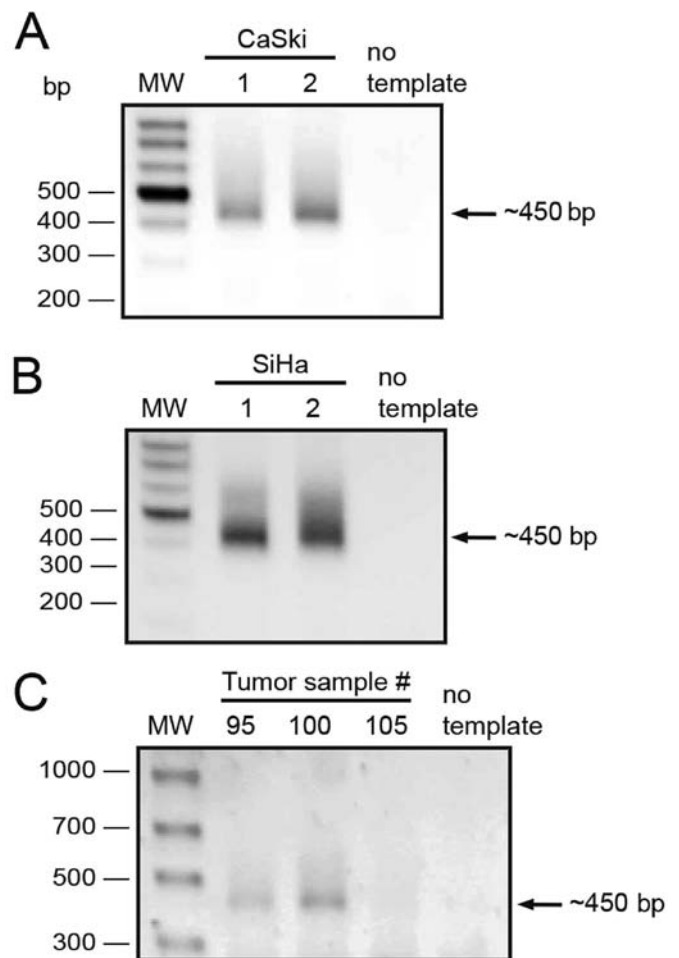 A
CaSki
no
template
bp
MW
1
2
500
400
300
200
~450 bp
B
SiHa
no
template
MW
1
2
500
400
300
200
~450 bp
C
Tumor sample #
no
template
MW
95
100
105
1000
700
500
300
~450 bp